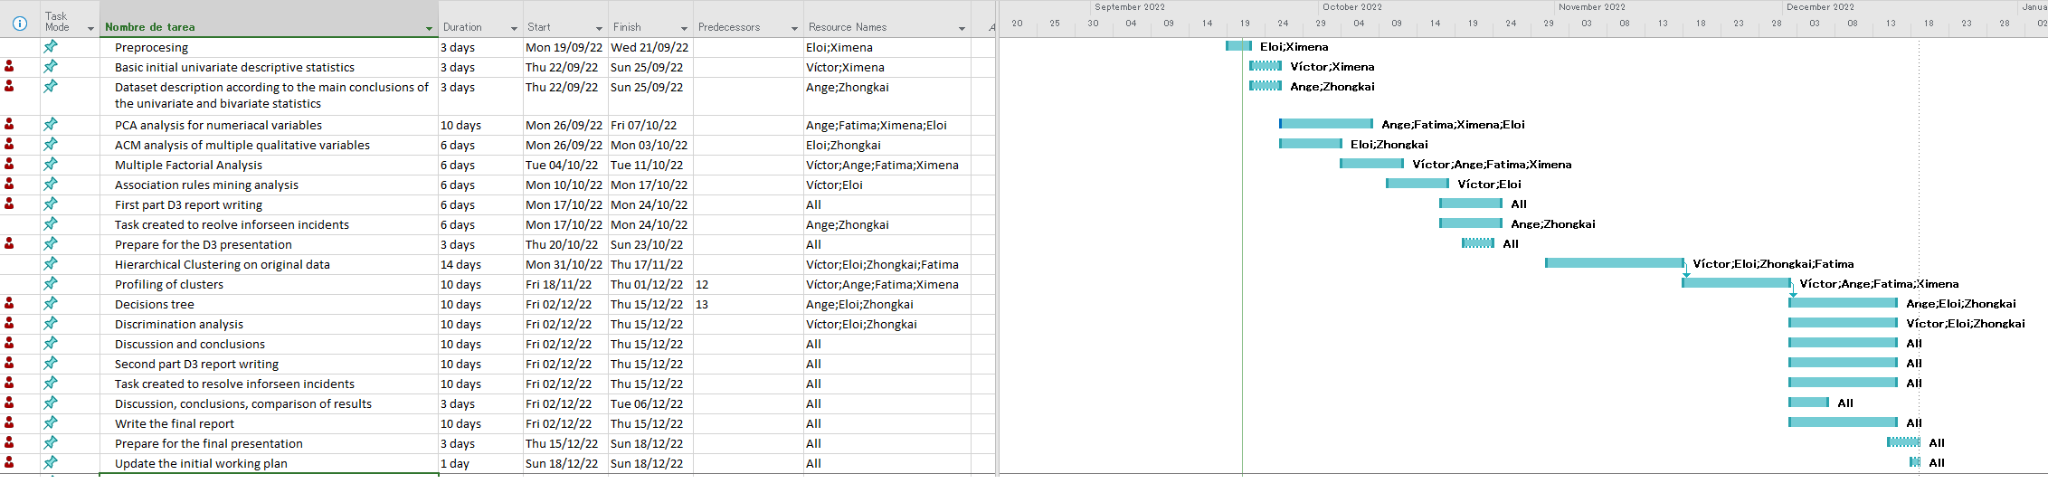 Task Mode Nombre de tarea Duration Start Finish Predecessors Resource Names A
Preprocesing 3 days Mon 19/09/22 Wed 21/09/22 Eloi;Ximena
Basic initial univariate descriptive statistics 3 days Thu 22/09/22 Sun 25/09/22 Víctor;Ximena
Dataset description according to the main conclusions of 3 days Thu 22/09/22 Sun 25/09/22 Ange;Zhongkai
the univariate and bivariate statistics
PCA analysis for numeriacal variables 10 days Mon 26/09/22 Fri 07/10/22 Ange;Fatima;Ximena;Eloi
ACM analysis of multiple qualitative variables 6 days Mon 26/09/22 Mon 03/10/22 Eloi;Zhongkai
Multiple Factorial Analysis 6 days Tue 04/10/22 Tue 11/10/22 Víctor;Ange;Fatima;Ximena
Association rules mining analysis 6 days Mon 10/10/22 Mon 17/10/22 Víctor;Eloi
First part D3 report writing 6 days Mon 17/10/22 Mon 24/10/22 All
Task created to reolve inforseen incidents 6 days Mon 17/10/22 Mon 24/10/22 Ange;Zhongkai
Prepare for the D3 presentation 3 days Thu 20/10/22 Sun 23/10/22 All
Hierarchical Clustering on original data 14 days Mon 31/10/22 Thu 17/11/22 Víctor;Eloi;Zhongkai;Fatima
Profiling of clusters 10 days Fri 18/11/22 Thu 01/12/22 12 Víctor;Ange;Fatima;Ximena
Decisions tree 10 days Fri 02/12/22 Thu 15/12/22 13 Ange;Eloi;Zhongkai
Discrimination analysis 10 days Fri 02/12/22 Thu 15/12/22 Víctor;Eloi;Zhongkai
Discussion and conclusions 10 days Fri 02/12/22 Thu 15/12/22 All
Second part D3 report writing 10 days Fri 02/12/22 Thu 15/12/22 All
Task created to resolve inforseen incidents 10 days Fri 02/12/22 Thu 15/12/22 All
Discussion, conclusions, comparison of results 3 days Fri 02/12/22 Tue 06/12/22 All
Write the final report 10 days Fri 02/12/22 Thu 15/12/22 All
Prepare for the final presentation 3 days Thu 15/12/22 Sun 18/12/22 All
Update the initial working plan 1 day Sun 18/12/22 Sun 18/12/22 All
September 2022 October 2022 November 2022 December 2022 Janua
20 25 30 04 09 14 19 24 29 04 09 14 19 24 29 03 08 13 18 23 28 03 08 13 18 23 28 02
Eloi;Ximena
Víctor;Ximena
Ange;Zhongkai
Ange;Fatima;Ximena;Eloi
Eloi;Zhongkai
Víctor;Ange;Fatima;Ximena
Víctor;Eloi
All
Ange;Zhongkai
All
Víctor;Eloi;Zhongkai;Fatima
Víctor;Ange;Fatima;Ximena
Ange;Eloi;Zhongkai
Víctor;Eloi;Zhongkai
All
All
All
All
All
All
All